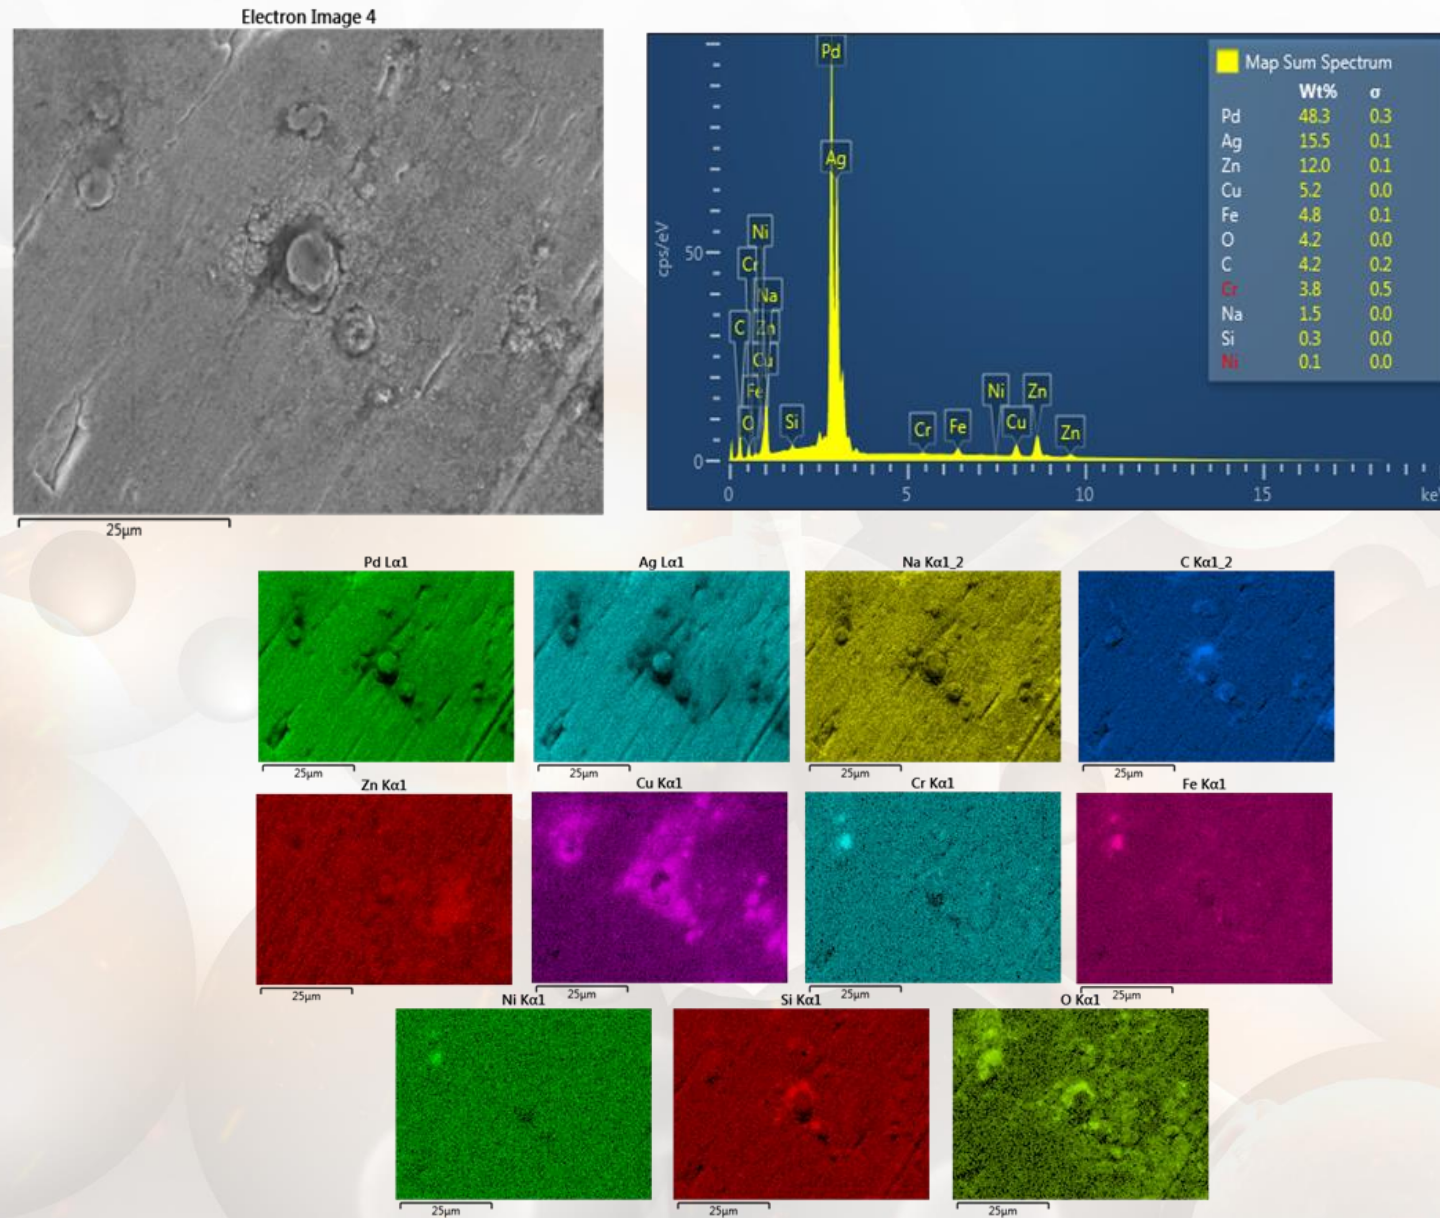 Electron Image 4
25µm
Pd
Ag
Ni
Cr
Na
C
Zn
Cu
Fe
O
Si
Cr
Fe
Ni
Cu
Zn
Zn
cps/eV
50
0
0
5
10
15
keV
Map Sum Spectrum
Wt% σ
Pd 48.3 0.3
Ag 15.5 0.1
Zn 12.0 0.1
Cu 5.2 0.0
Fe 4.8 0.1
O 4.2 0.0
C 4.2 0.2
Cr 3.8 0.5
Na 1.5 0.0
Si 0.3 0.0
Ni 0.1 0.0
Pd Lα1
Ag Lα1
Na Kα1_2
C Kα1_2
25µm
25µm
25µm
25µm
Zn Kα1
Cu Kα1
Cr Kα1
Fe Kα1
25µm
25µm
25µm
25µm
Ni Kα1
Si Kα1
O Kα1
25µm
25µm
25µm